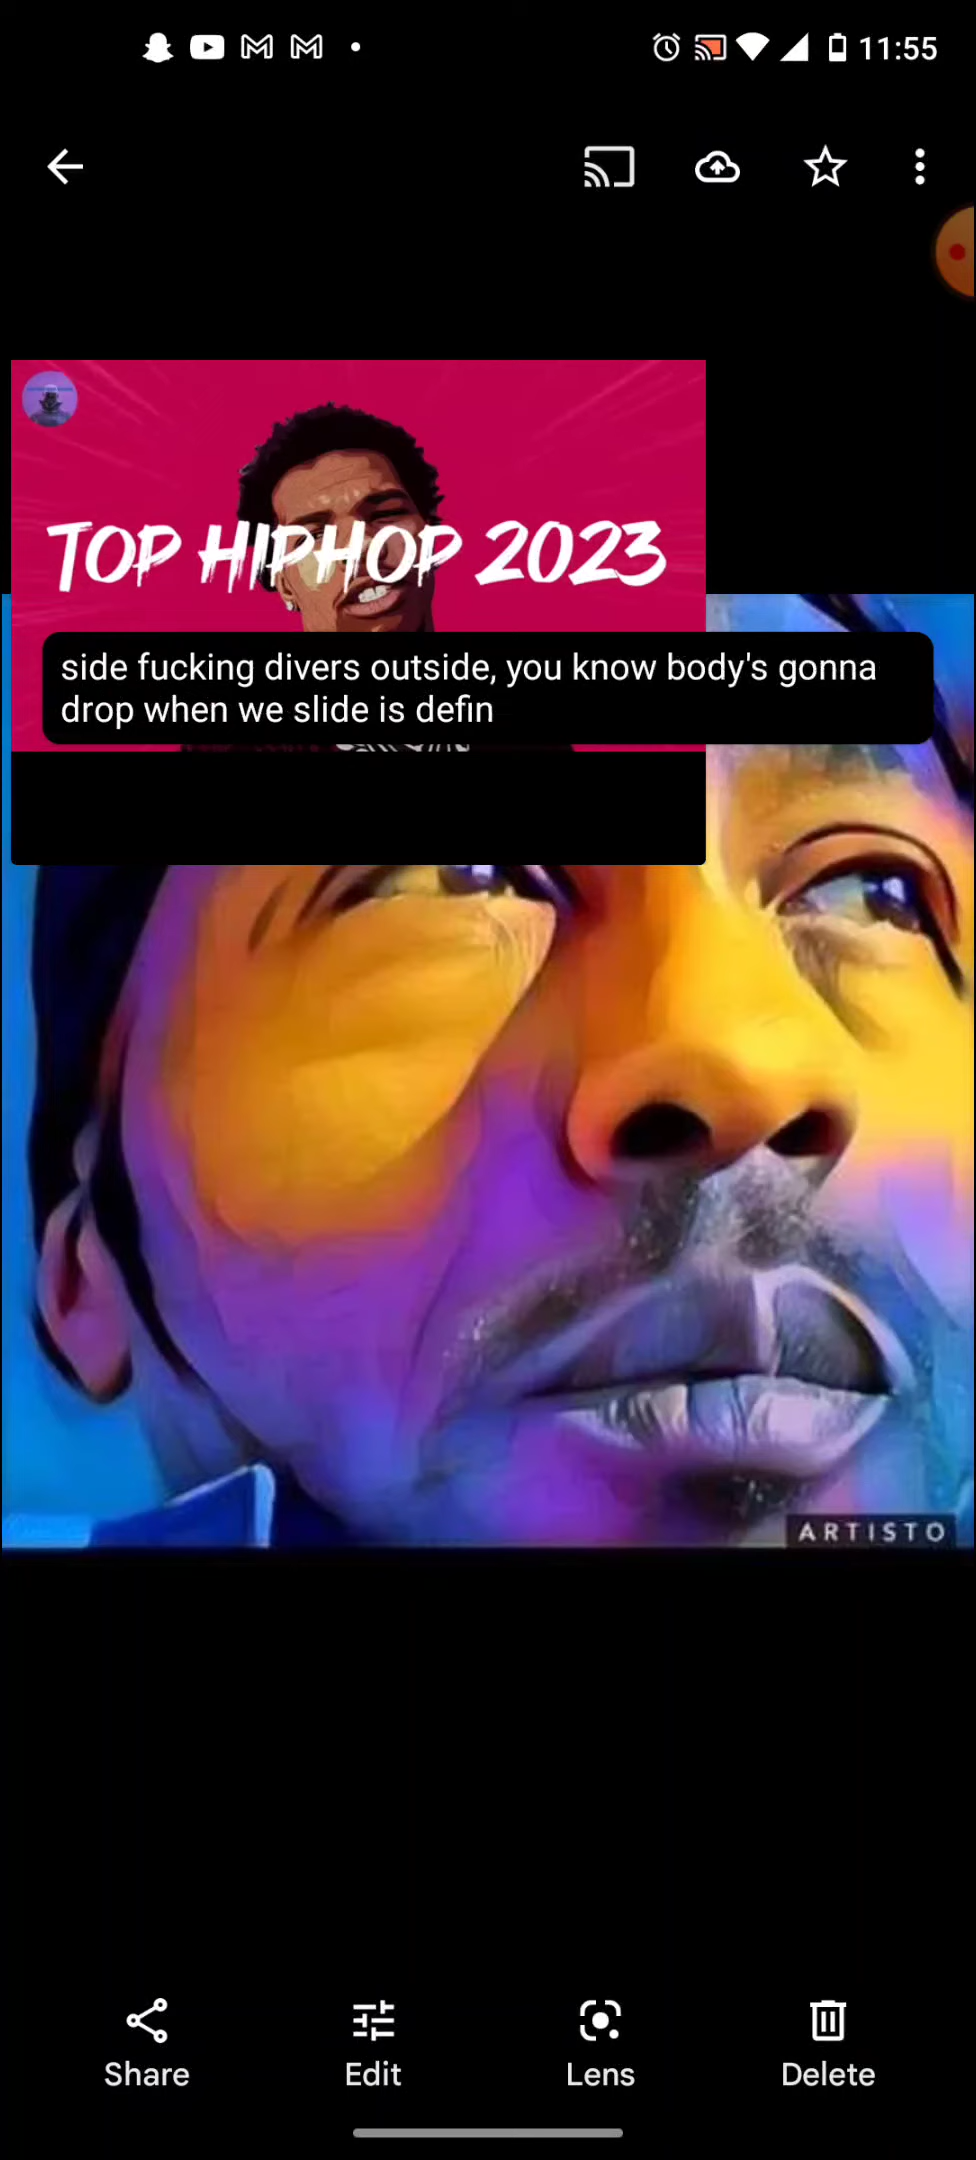 11:55
TOP HIPHOP 2023
side fucking divers outside, you know body's gonna
drop when we slide is defin
ARTISTO
Share
Edit
Lens
Delete